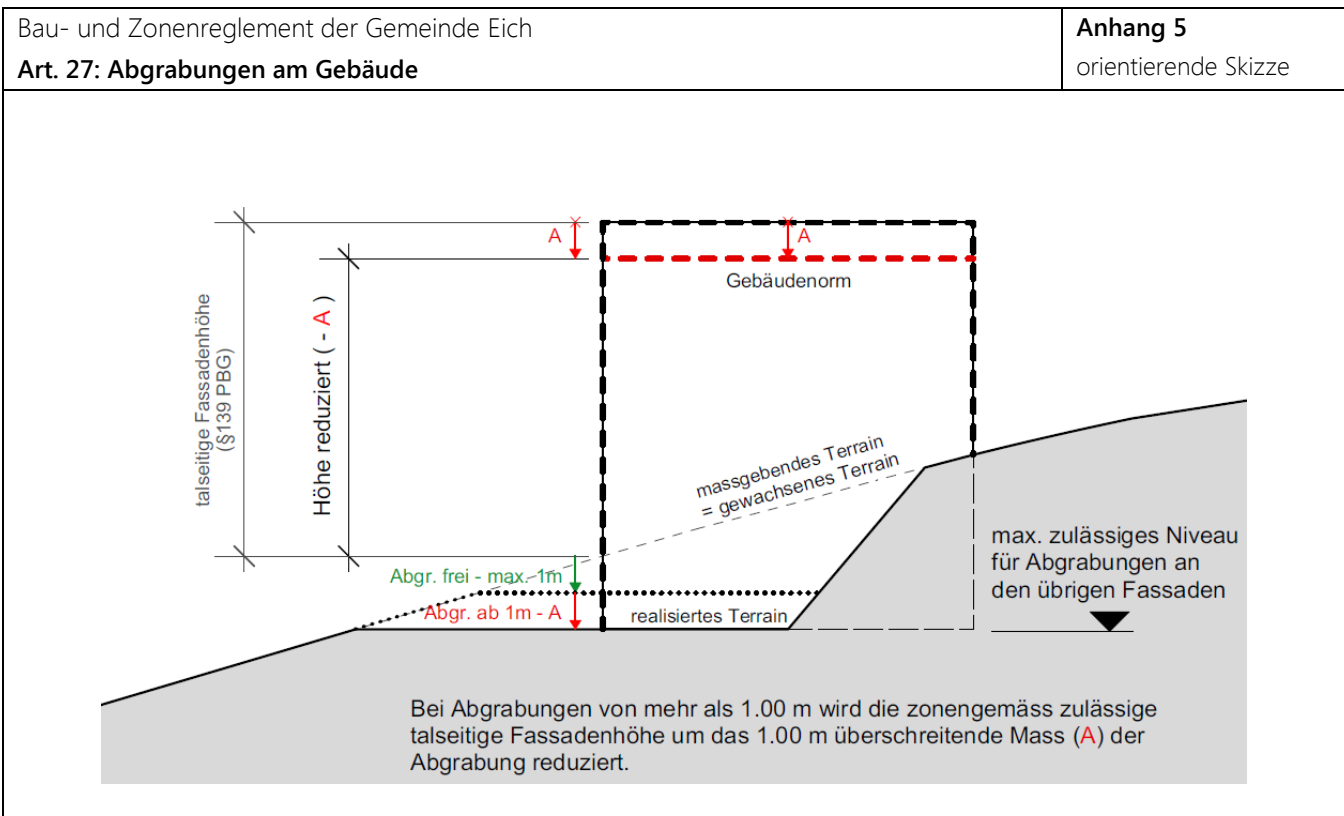 Bau- und Zonenreglement der Gemeinde Eich
Art. 27: Abgrabungen am Gebäude
Anhang 5
orientierende Skizze
A
A
Gebäudenorm
talseitige Fassadenhöhe
(§139 PBG)
Höhe reduziert ( - A )
massgebendes Terrain
= gewachsenes Terrain
max. zulässiges Niveau
für Abgrabungen an
den übrigen Fassaden
Abgr. frei - max. 1m
Abgr. ab 1m - A
realisiertes Terrain
Bei Abgrabungen von mehr als 1.00 m wird die zonengemäss zulässige
talseitige Fassadenhöhe um das 1.00 m überschreitende Mass (A) der
Abgrabung reduziert.